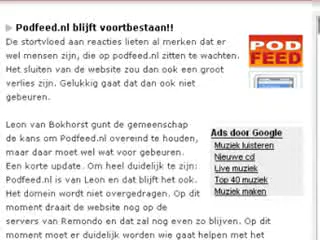 Podfeed.nl blijft voortbestaan!!
De stortvloed aan reacties lieten al merken dat er
wel mensen zijn, die op podfeed.nl zitten te wachten.
Het sluiten van de website zou dan ook een groot
verlies zijn. Gelukkig gaat dat dan ook niet
gebeuren.
POD
FEED
Leon van Bokhorst gunt de gemeenschap
de kans om Podfeed.nl overeind te houden,
maar daar moet wel wat voor gebeuren.
Een korte update. Om heel duidelijk te zijn:
Podfeed.nl is van Leon en dat blijft het ook.
Het domein wordt niet overgedragen. Op dit
moment draait de website nog op de
servers van Remondo en dat zal nog even zo blijven. Op dit
moment moet er duidelijk worden wie gaat helpen met het
Ads door Google
Muziek luisteren
Nieuwe cd
Live muziek
Top 40 muziek
Muziek maken